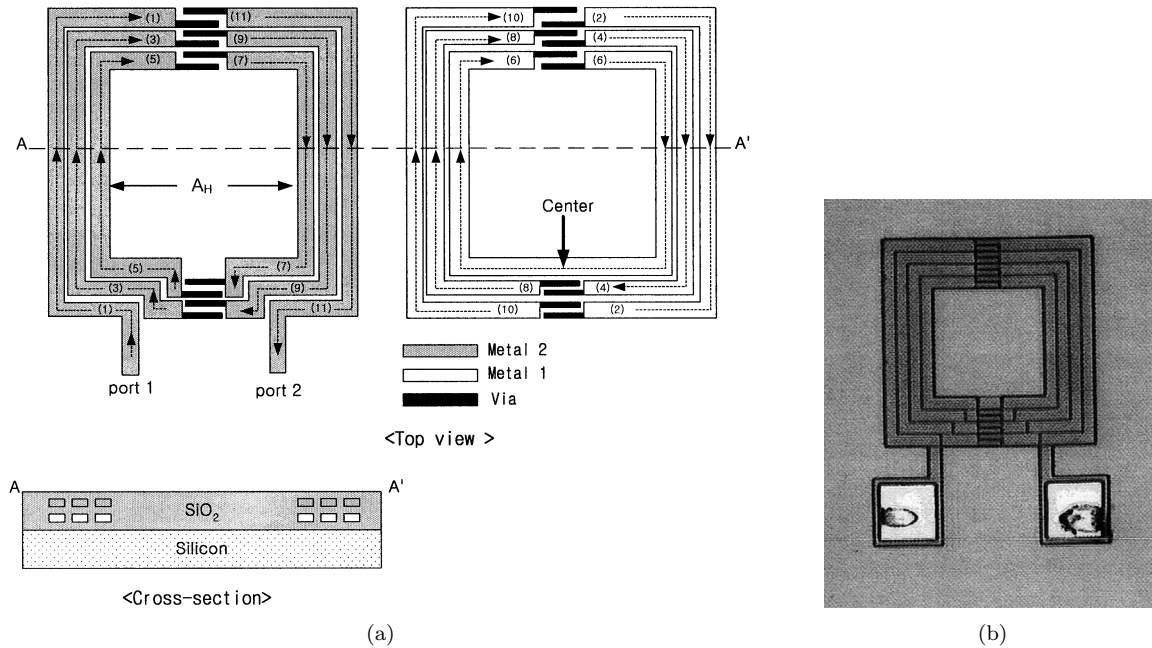 (1) (11) (10) (2)
(3) (9) (8) (4)
(5) (7) (6) (6)
A A'
A_H
Center
(5) (7)
(3) (9) (8) (4)
(1) (11) (10) (2)
port 1 port 2
Metal 2
Metal 1
Via
<Top view >
A A'
SiO₂
Silicon
<Cross-section>
(a) (b)